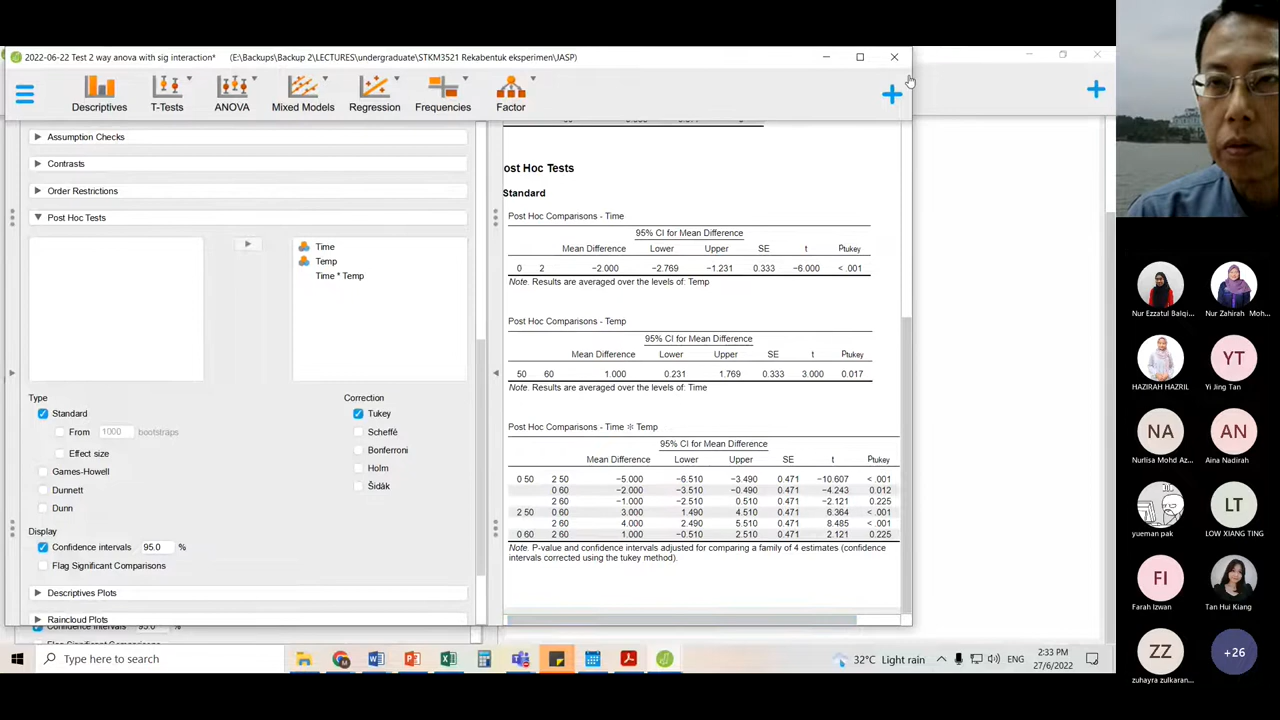 2022-06-22 Test 2 way anova with sig interaction* (E:\Backups\Backup 2\LECTURES\undergraduate\STKM3521 Rekabentuk eksperimen\JASP)
Descriptives T-Tests ANOVA Mixed Models Regression Frequencies Factor
Assumption Checks
Contrasts
Order Restrictions
Post Hoc Tests
Time
Temp
Time * Temp
Type
Standard
From 1000 bootstraps
Effect size
Games-Howell
Dunnett
Dunn
Correction
Tukey
Scheffé
Bonferroni
Holm
Šidák
Display
Confidence intervals 95.0 %
Flag Significant Comparisons
Descriptives Plots
Raincloud Plots
ost Hoc Tests
Standard
Post Hoc Comparisons - Time
95% CI for Mean Difference
Mean Difference Lower Upper SE t Ptukey
0 2 −2.000 −2.769 −1.231 0.333 −6.000 < .001
Note. Results are averaged over the levels of: Temp
Post Hoc Comparisons - Temp
95% CI for Mean Difference
Mean Difference Lower Upper SE t Ptukey
50 60 1.000 0.231 1.769 0.333 3.000 0.017
Note. Results are averaged over the levels of: Time
Post Hoc Comparisons - Time ✻ Temp
95% CI for Mean Difference
Mean Difference Lower Upper SE t Ptukey
0 50 2 50 −5.000 −6.510 −3.490 0.471 −10.607 < .001
0 60 −2.000 −3.510 −0.490 0.471 −4.243 0.012
2 60 −1.000 −2.510 0.510 0.471 −2.121 0.225
2 50 0 60 3.000 1.490 4.510 0.471 6.364 < .001
2 60 4.000 2.490 5.510 0.471 8.485 < .001
0 60 2 60 1.000 −0.510 2.510 0.471 2.121 0.225
Note. P-value and confidence intervals adjusted for comparing a family of 4 estimates (confidence
intervals corrected using the tukey method).
Type here to search
32°C Light rain
ENG
2:33 PM
27/6/2022
Nur Ezzatul Balqi...
Nur Zahirah Moh...
HAZIRAH HAZRIL
YT
Yi Jing Tan
NA
Nurlisa Mohd Az...
AN
Aina Nadirah
yueman pak
LT
LOW XIANG TING
FI
Farah Izwan
Tan Hui Kiang
ZZ
zuhayra zulkaran...
+26